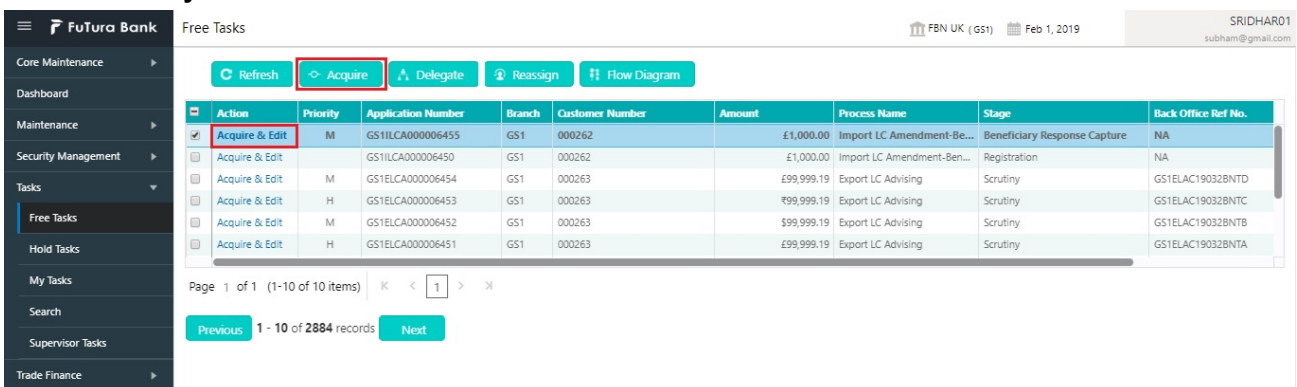 FuTura Bank
Free Tasks
FBN UK ( GS1)
Feb 1, 2019
SRIDHAR01
subham@gmail.com
Core Maintenance
Dashboard
Maintenance
Security Management
Tasks
Free Tasks
Hold Tasks
My Tasks
Search
Supervisor Tasks
Trade Finance
Refresh Acquire Delegate Reassign Flow Diagram
Action Priority Application Number Branch Customer Number Amount Process Name Stage Back Office Ref No.
Acquire & Edit M GS1ILCA000006455 GS1 000262 £1,000.00 Import LC Amendment-Be... Beneficiary Response Capture NA
Acquire & Edit GS1ILCA000006450 GS1 000262 £1,000.00 Import LC Amendment-Ben... Registration NA
Acquire & Edit M GS1ELCA000006454 GS1 000263 £99,999.19 Export LC Advising Scrutiny GS1ELAC19032BNTD
Acquire & Edit H GS1ELCA000006453 GS1 000263 ₹99,999.19 Export LC Advising Scrutiny GS1ELAC19032BNTC
Acquire & Edit M GS1ELCA000006452 GS1 000263 $99,999.19 Export LC Advising Scrutiny GS1ELAC19032BNTB
Acquire & Edit H GS1ELCA000006451 GS1 000263 £99,999.19 Export LC Advising Scrutiny GS1ELAC19032BNTA
Page 1 of 1 (1-10 of 10 items) K < 1 > Ж
Previous 1 - 10 of 2884 records Next